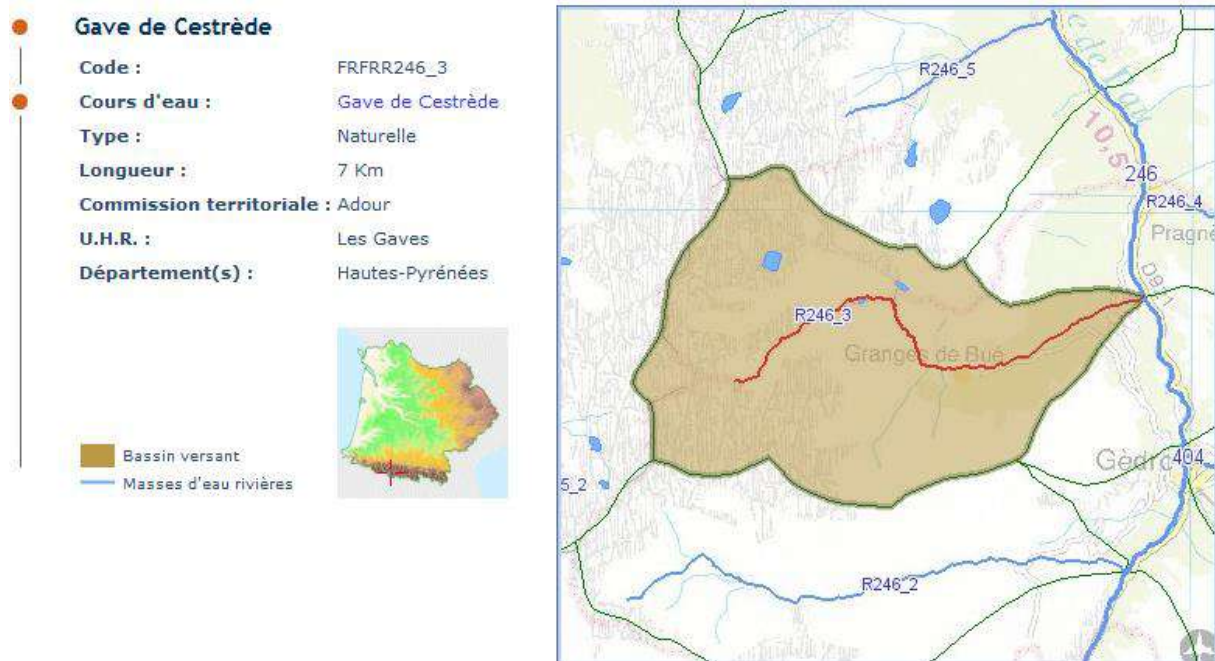 Gave de Cestrède
Code : FRFRR246_3
Cours d'eau : Gave de Cestrède
Type : Naturelle
Longueur : 7 Km
Commission territoriale : Adour
U.H.R. : Les Gaves
Département(s) : Hautes-Pyrénées
Bassin versant
Masses d'eau rivières
R246_5
10,5
246
R246_4
Pragnè
D921
R246_3
Granges de Bué
Gèdre
404
5_2
R246_2